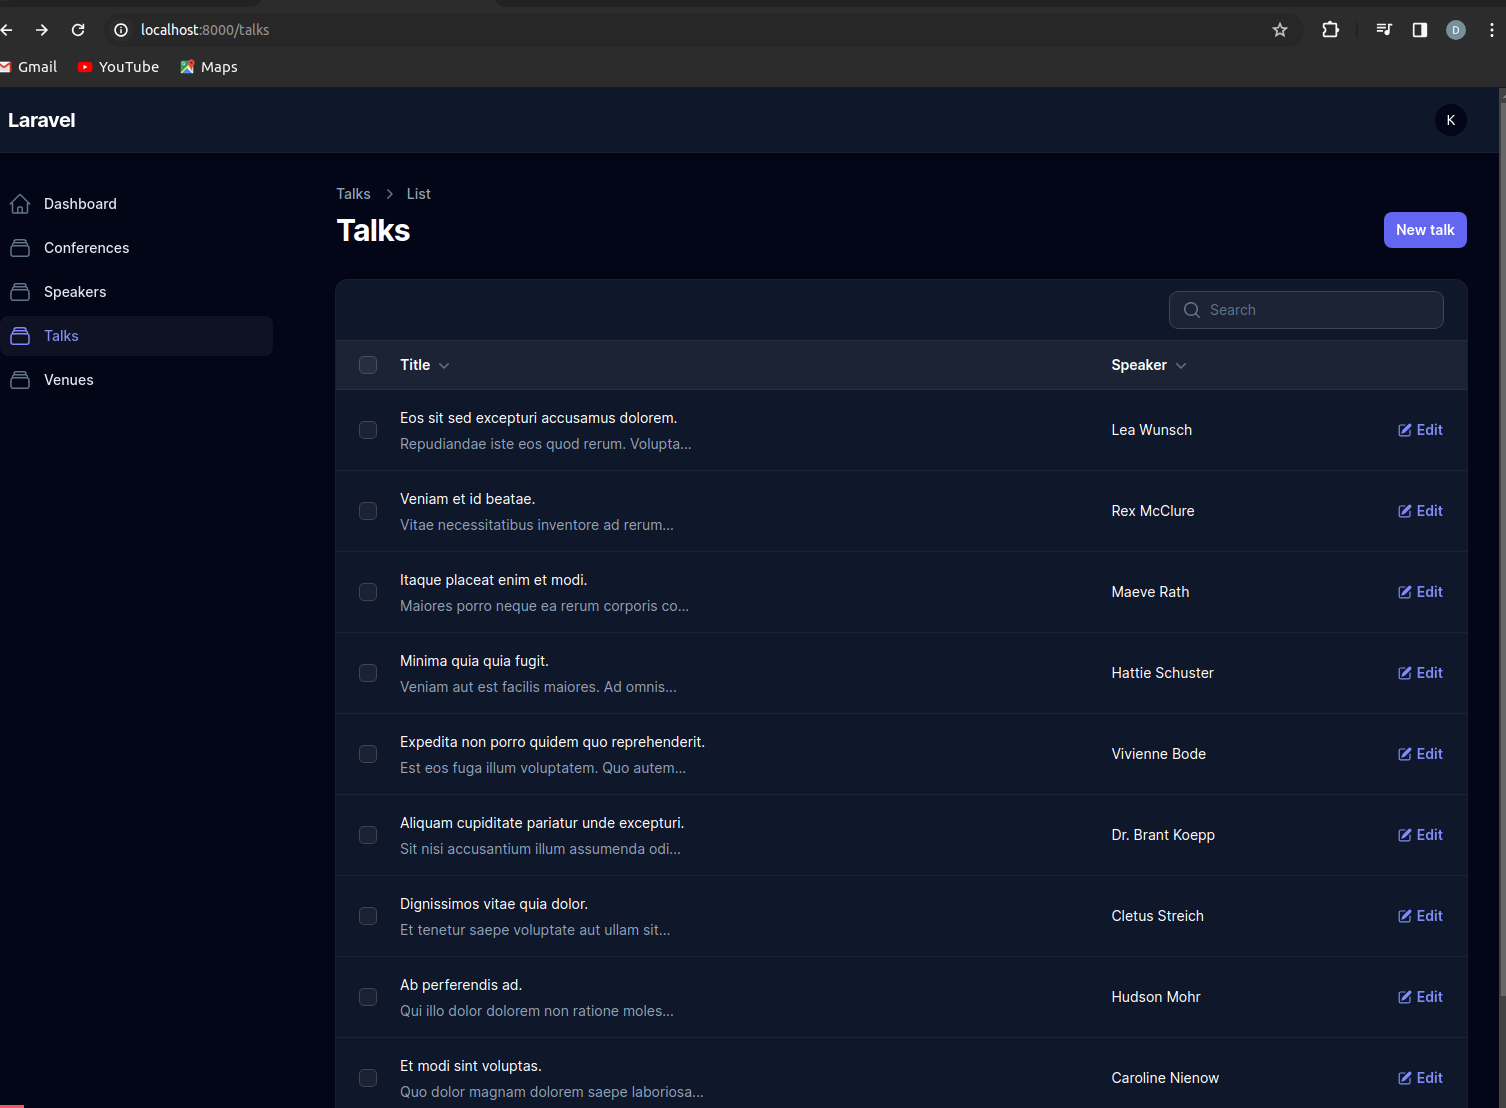 localhost:8000/talks
D
Gmail YouTube Maps
Laravel
K
Dashboard
Conferences
Speakers
Talks
Venues
Talks > List
Talks
New talk
Search
Title Speaker
Eos sit sed excepturi accusamus dolorem.
Repudiandae iste eos quod rerum. Volupta...
Lea Wunsch Edit
Veniam et id beatae.
Vitae necessitatibus inventore ad rerum...
Rex McClure Edit
Itaque placeat enim et modi.
Maiores porro neque ea rerum corporis co...
Maeve Rath Edit
Minima quia quia fugit.
Veniam aut est facilis maiores. Ad omnis...
Hattie Schuster Edit
Expedita non porro quidem quo reprehenderit.
Est eos fuga illum voluptatem. Quo autem...
Vivienne Bode Edit
Aliquam cupiditate pariatur unde excepturi.
Sit nisi accusantium illum assumenda odi...
Dr. Brant Koepp Edit
Dignissimos vitae quia dolor.
Et tenetur saepe voluptate aut ullam sit...
Cletus Streich Edit
Ab perferendis ad.
Qui illo dolor dolorem non ratione moles...
Hudson Mohr Edit
Et modi sint voluptas.
Quo dolor magnam dolorem saepe laboriosa...
Caroline Nienow Edit